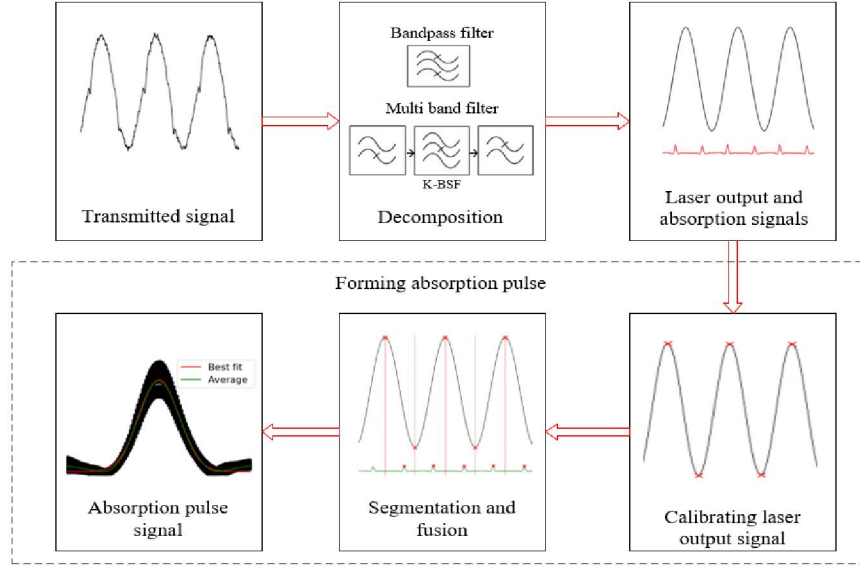 Transmitted signal
Bandpass filter
Multi band filter
K-BSF
Decomposition
Laser output and
absorption signals
Forming absorption pulse
Best fit
Average
Absorption pulse
signal
Segmentation and
fusion
Calibrating laser
output signal